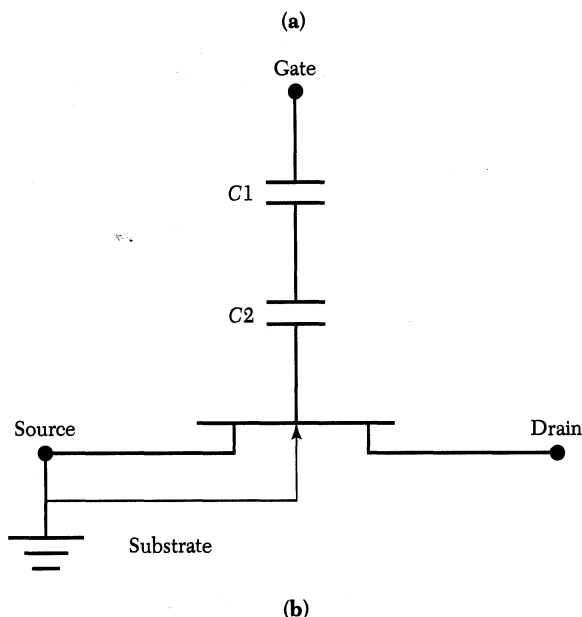 (a)
Gate
C1
C2
Source
Drain
Substrate
(b)